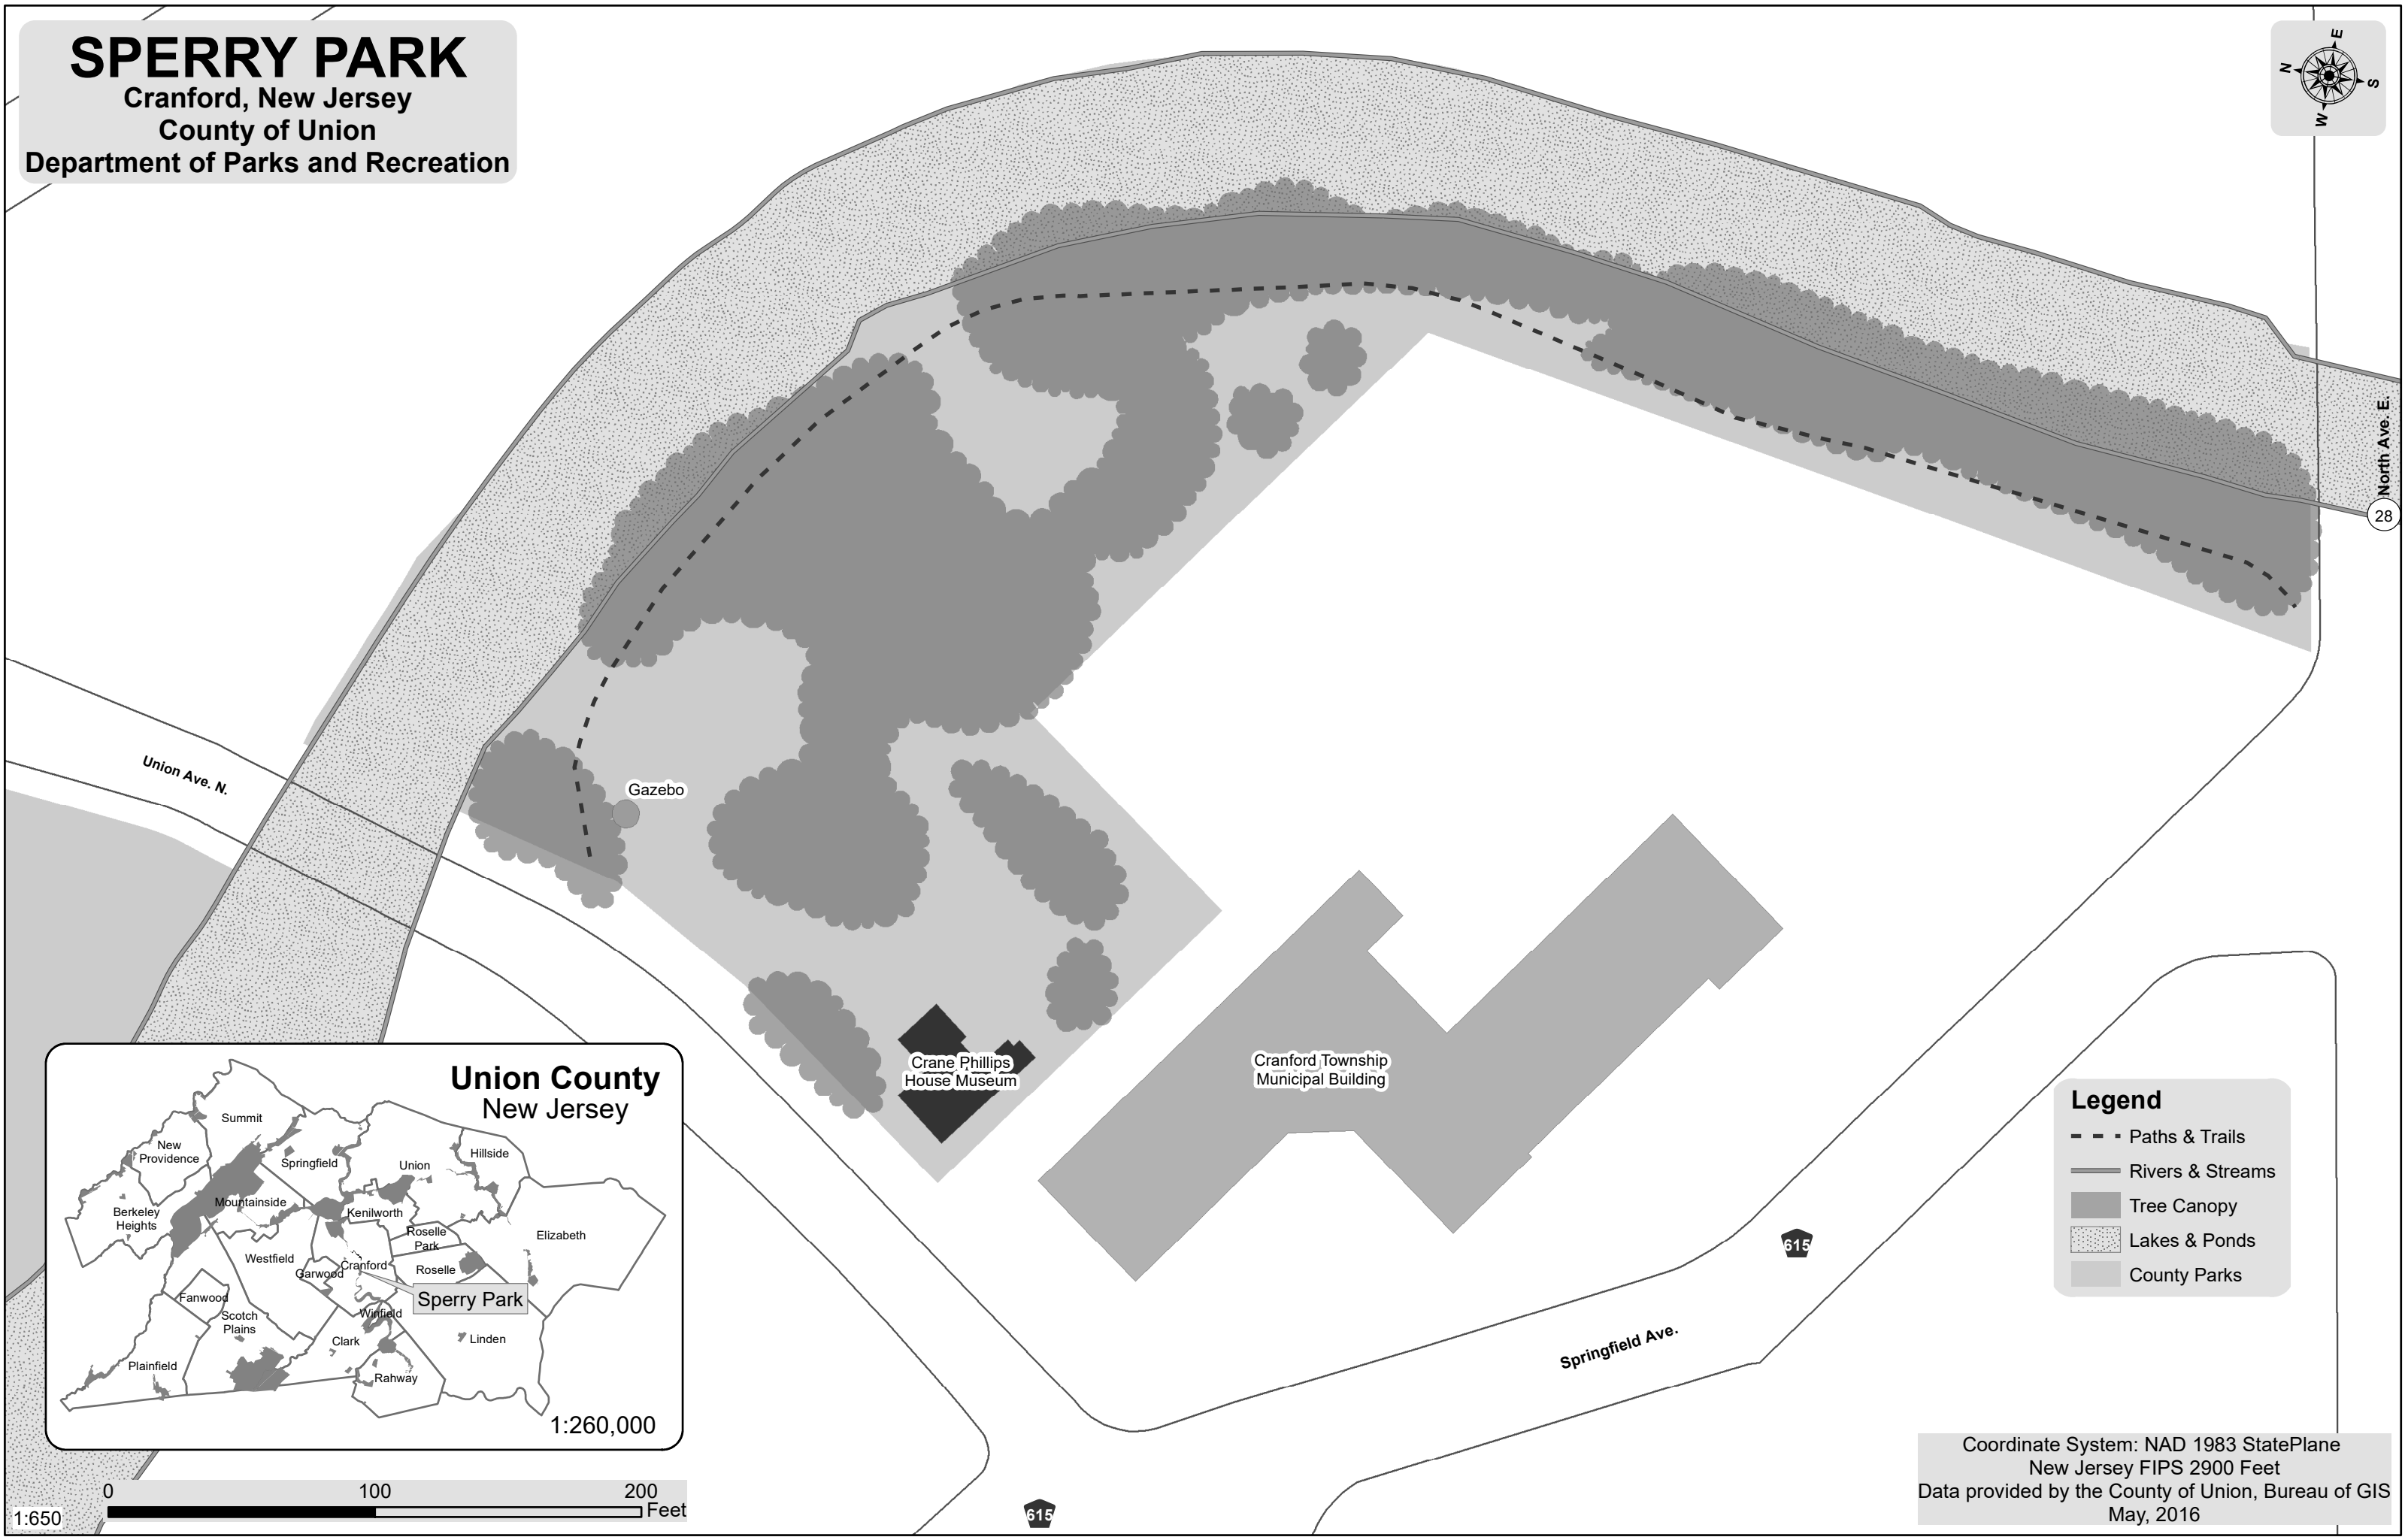 SPERRY PARK
Cranford, New Jersey
County of Union
Department of Parks and Recreation
E
N
S
W
North Ave. E.
28
Union Ave. N.
Gazebo
Crane Phillips
House Museum
Cranford Township
Municipal Building
615
Springfield Ave.
615
Legend
Paths & Trails
Rivers & Streams
Tree Canopy
Lakes & Ponds
County Parks
Union County
New Jersey
Summit
New
Providence
Springfield
Union
Hillside
Berkeley
Heights
Mountainside
Kenilworth
Roselle
Park
Elizabeth
Westfield
Garwood
Cranford
Roselle
Sperry Park
Fanwood
Scotch
Plains
Winfield
Clark
Linden
Plainfield
Rahway
1:260,000
0 100 200
Feet
1:650
Coordinate System: NAD 1983 StatePlane
New Jersey FIPS 2900 Feet
Data provided by the County of Union, Bureau of GIS
May, 2016